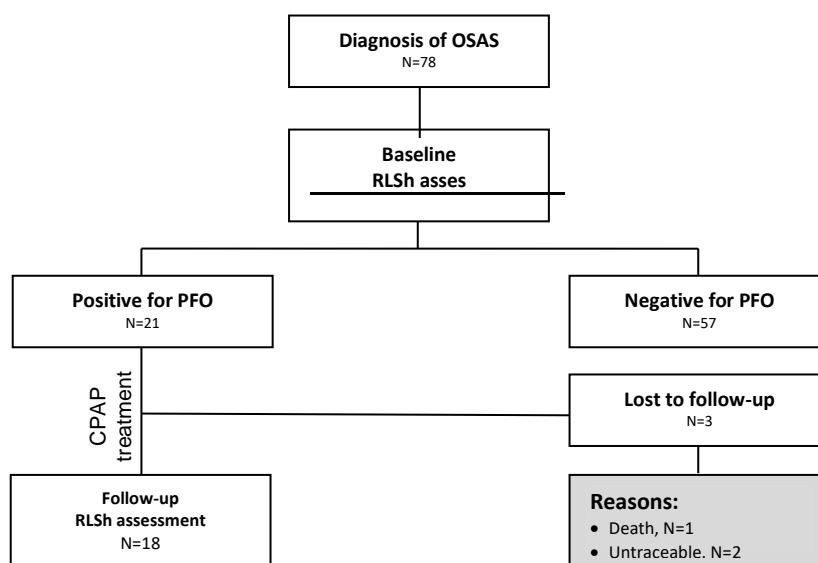 Diagnosis of OSAS
N=78
Baseline
RLSh asses
Positive for PFO
N=21
Negative for PFO
N=57
CPAP
treatment
Lost to follow-up
N=3
Follow-up
RLSh assessment
N=18
Reasons:
• Death, N=1
• Untraceable. N=2